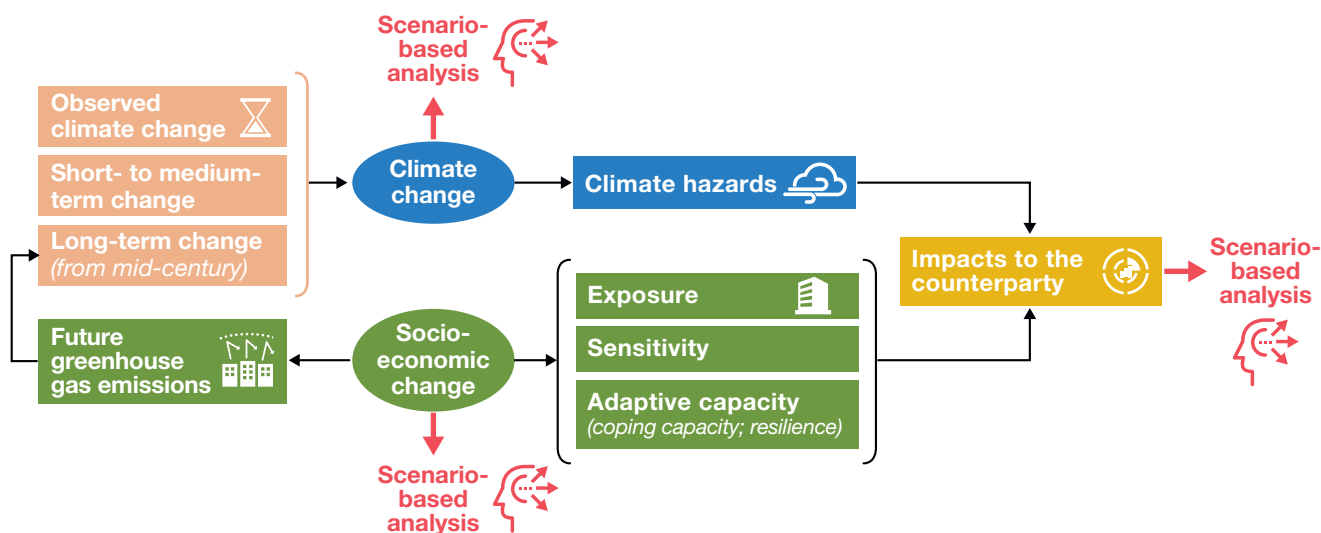 Scenario-
based
analysis
Observed
climate change
Short- to medium-
term change
Long-term change
(from mid-century)
Climate
change
Climate hazards
Impacts to the
counterparty
Scenario-
based
analysis
Future
greenhouse
gas emissions
Socio-
economic
change
Exposure
Sensitivity
Adaptive capacity
(coping capacity; resilience)
Scenario-
based
analysis